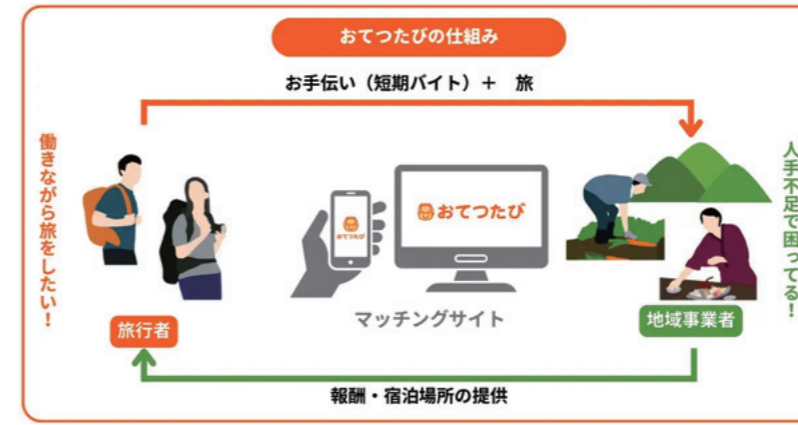 おてつたびの仕組み
お手伝い（短期バイト）＋　旅
働きながら旅をしたい！
人手不足で困ってる！
おてつたび
おてつたび
マッチングサイト
旅行者
地域事業者
報酬・宿泊場所の提供